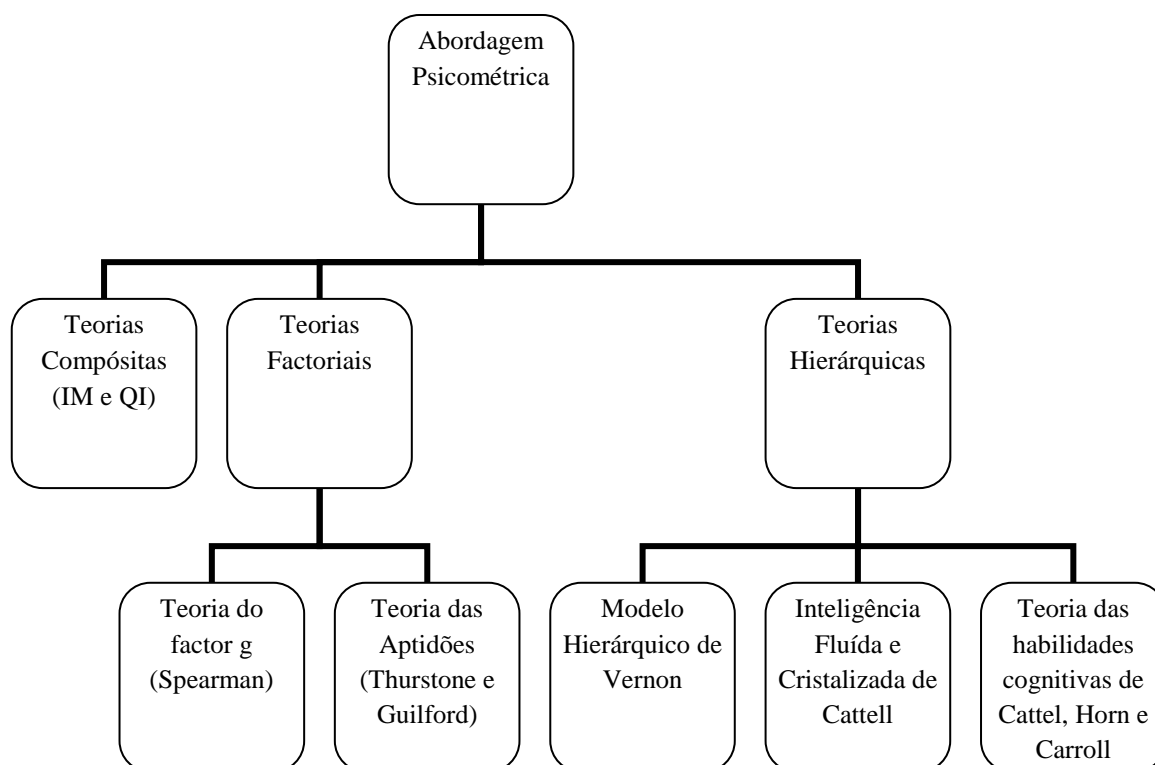 Abordagem
Psicométrica
Teorias
Compósitas
(IM e QI)
Teorias
Factoriais
Teorias
Hierárquicas
Teoria do
factor g
(Spearman)
Teoria das
Aptidões
(Thurstone e
Guilford)
Modelo
Hierárquico de
Vernon
Inteligência
Fluída e
Cristalizada de
Cattell
Teoria das
habilidades
cognitivas de
Cattel, Horn e
Carroll